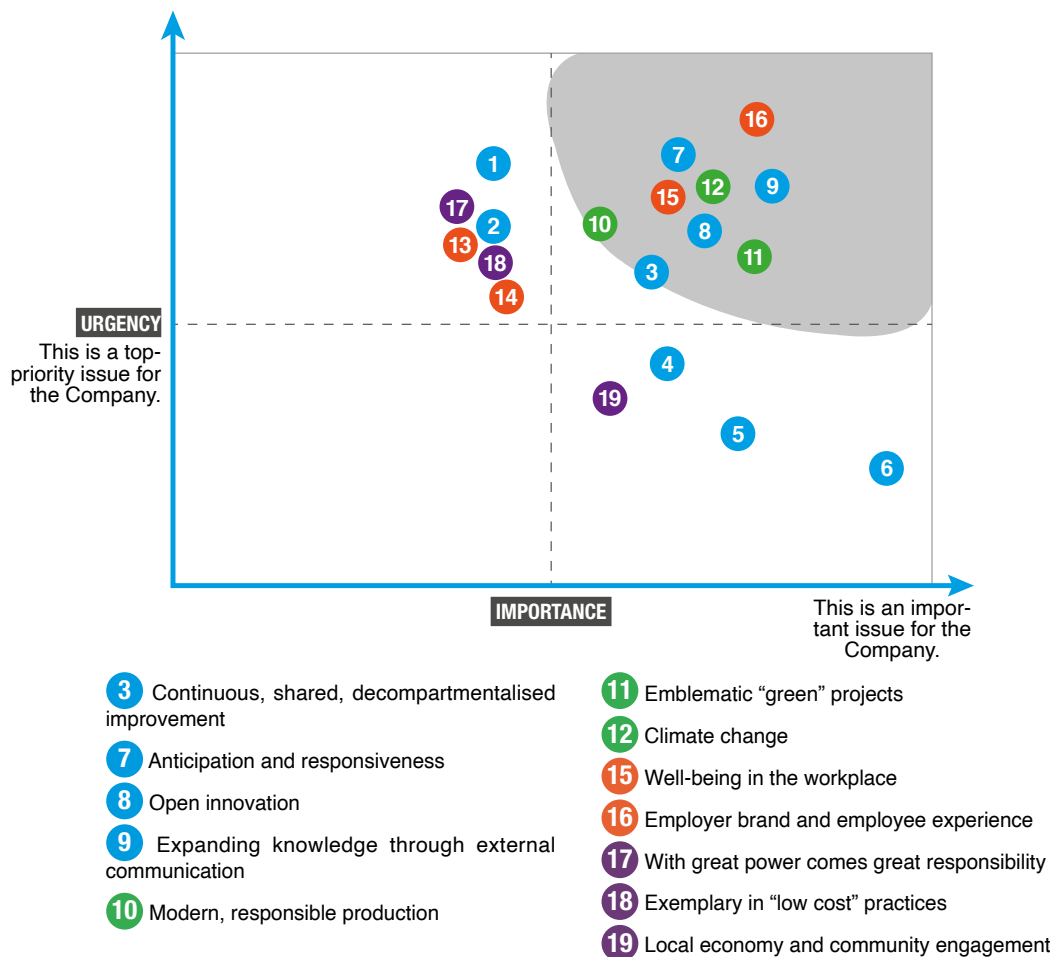 16
7
1
12
9
15
17
10
2
8
13
11
18
3
14
URGENCY
This is a top-
priority issue for
the Company.
4
19
5
6
IMPORTANCE
This is an impor-
tant issue for the
Company.
3 Continuous, shared, decompartmentalised
improvement
7 Anticipation and responsiveness
8 Open innovation
9 Expanding knowledge through external
communication
10 Modern, responsible production
11 Emblematic “green” projects
12 Climate change
15 Well-being in the workplace
16 Employer brand and employee experience
17 With great power comes great responsibility
18 Exemplary in “low cost” practices
19 Local economy and community engagement